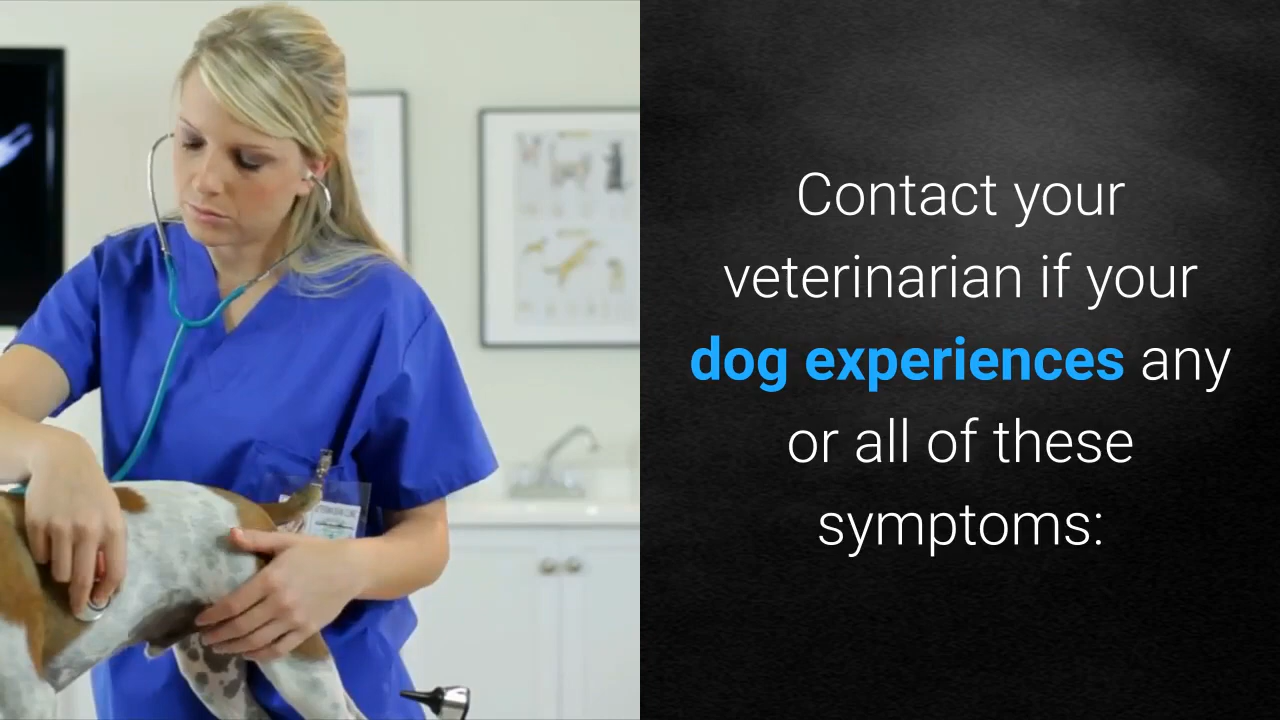 Contact your
veterinarian if your
dog experiences any
or all of these
symptoms: